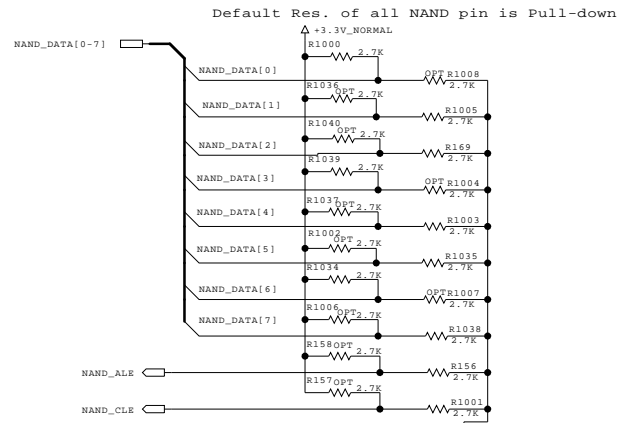 Default Res. of all NAND pin is Pull-down
+3.3V_NORMAL
NAND_DATA[0-7]
R1000
2.7K
NAND_DATA[0]
OPT R1008
2.7K
R1036
OPT 2.7K
NAND_DATA[1]
R1005
2.7K
R1040
OPT 2.7K
NAND_DATA[2]
R169
2.7K
R1039
2.7K
NAND_DATA[3]
OPT R1004
2.7K
R1037
OPT 2.7K
NAND_DATA[4]
R1003
2.7K
R1002
OPT 2.7K
NAND_DATA[5]
R1035
2.7K
R1034
2.7K
NAND_DATA[6]
OPT R1007
2.7K
R1006
OPT 2.7K
NAND_DATA[7]
R1038
2.7K
R158 OPT
2.7K
NAND_ALE
R156
2.7K
R157 OPT
2.7K
NAND_CLE
R1001
2.7K